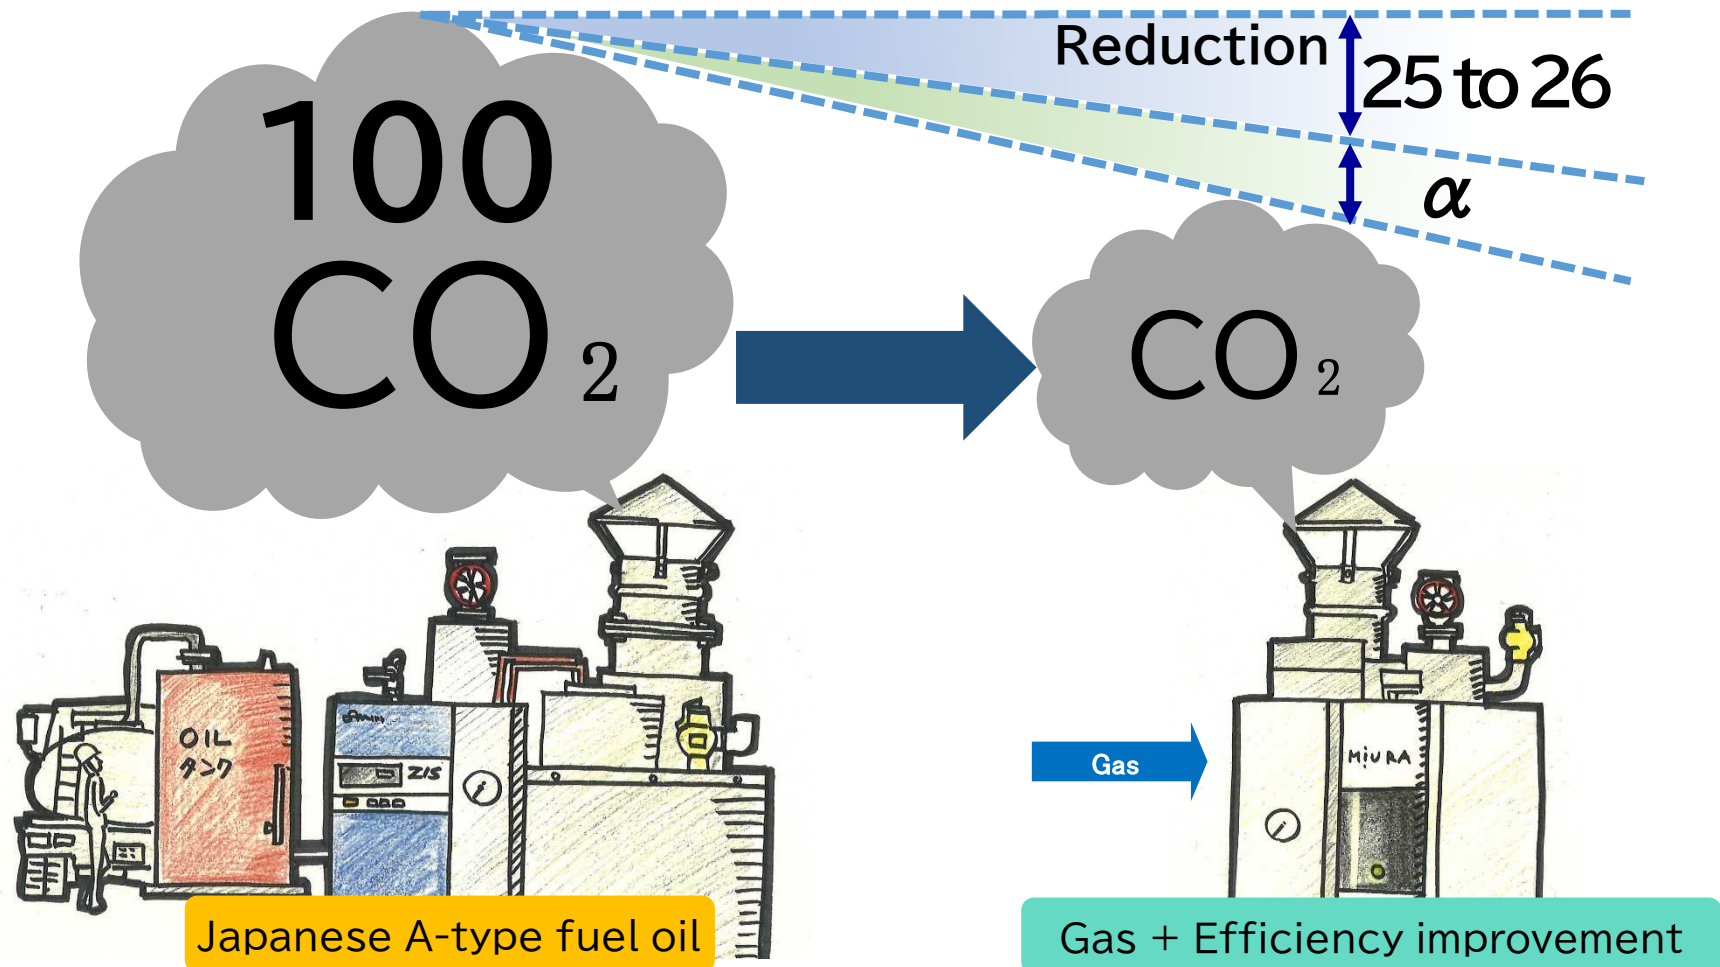 Reduction
25 to 26
α
100
CO2
CO2
OIL
タンク
ZIS
Gas
MiURA
Japanese A-type fuel oil
Gas + Efficiency improvement